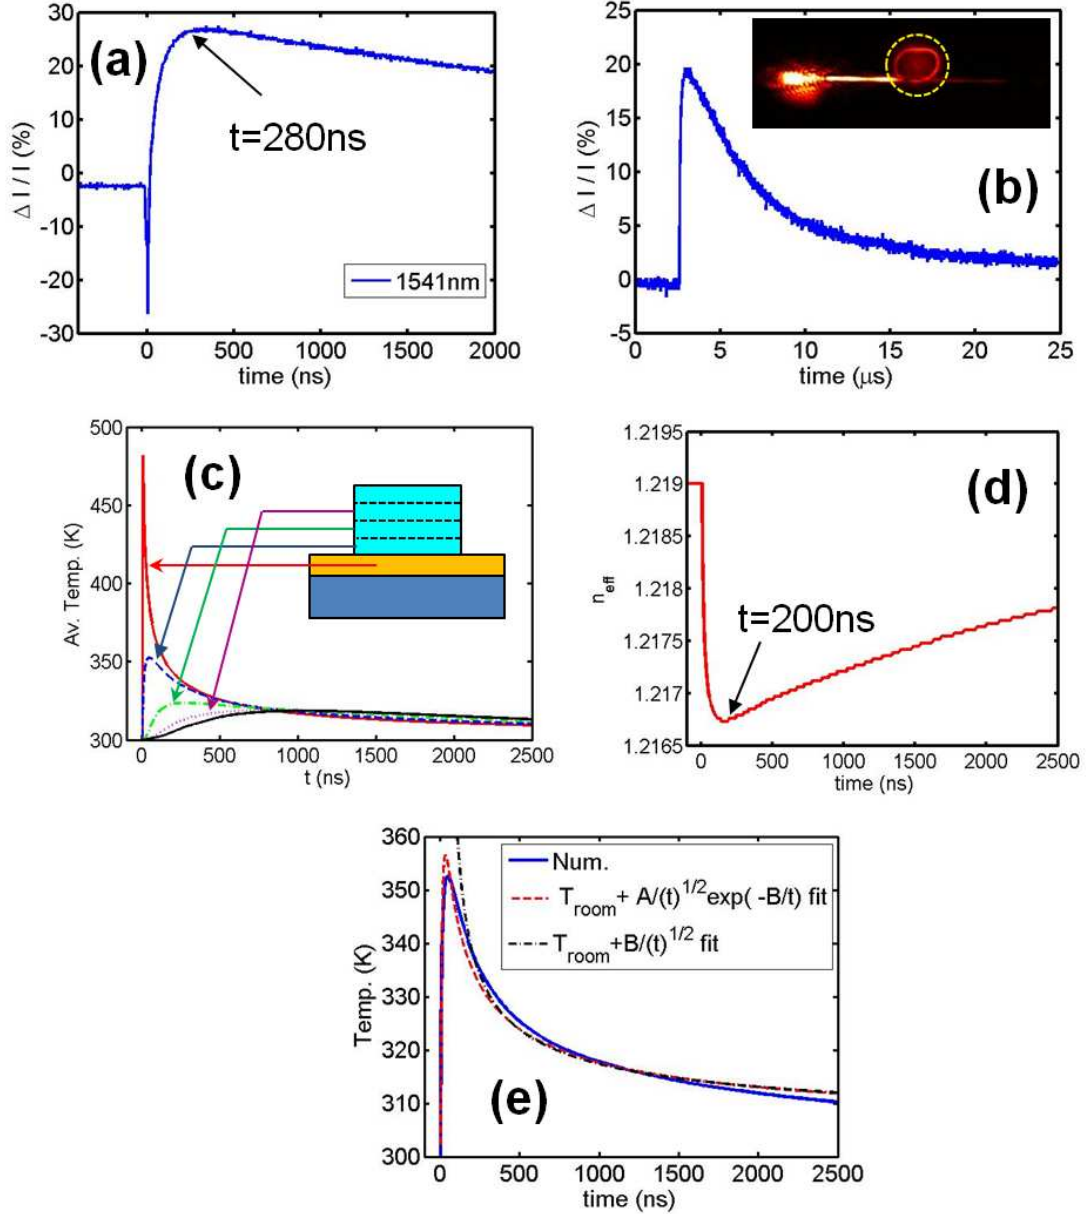 30
20
10
0
-10
-20
-30
Δ I / I (%)
(a)
t=280ns
1541nm
0 500 1000 1500 2000
time (ns)
25
20
15
10
5
0
-5
Δ I / I (%)
(b)
0 5 10 15 20 25
time (μs)
500
450
400
350
300
Av. Temp. (K)
(c)
0 500 1000 1500 2000 2500
t (ns)
1.2195
1.219
1.2185
1.218
1.2175
1.217
1.2165
n_eff
(d)
t=200ns
0 500 1000 1500 2000 2500
time (ns)
360
350
340
330
320
310
300
Temp. (K)
Num.
T_room+ A/(t)^1/2exp( -B/t) fit
T_room+B/(t)^1/2 fit
(e)
0 500 1000 1500 2000 2500
time (ns)